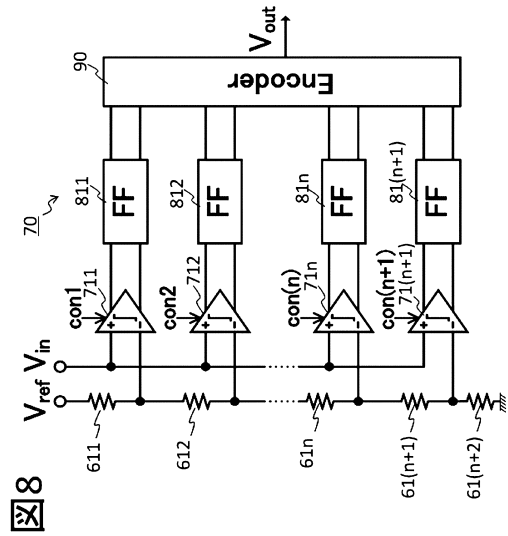 図8
70
Vref
Vin
Vout
90
Encoder
con1
711
+
-
811
FF
611
con2
712
+
-
812
FF
612
con(n)
71n
+
-
81n
FF
61n
con(n+1)
71(n+1)
+
-
81(n+1)
FF
61(n+1)
61(n+2)